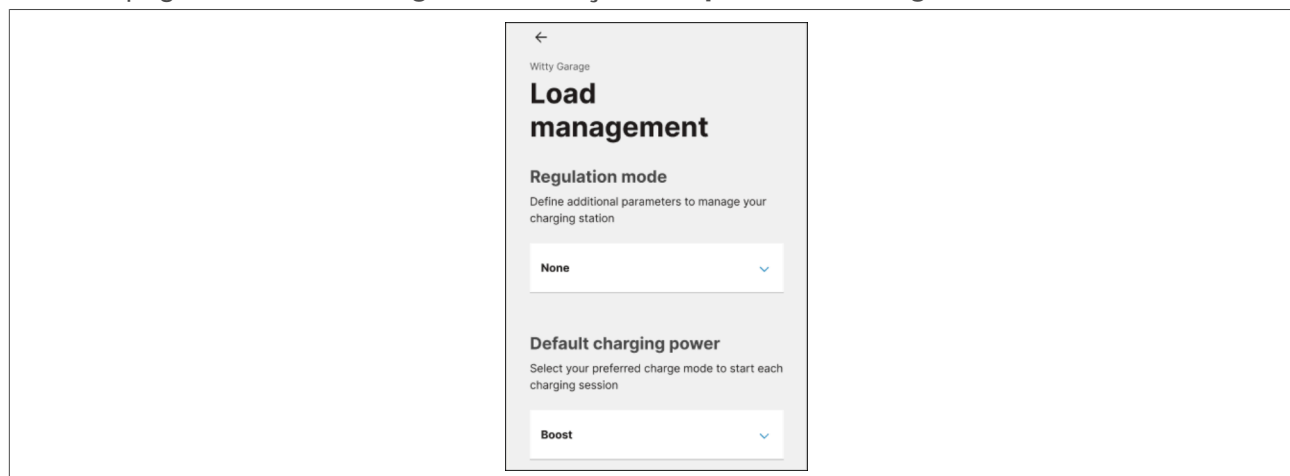 Witty Garage
Load
management
Regulation mode
Define additional parameters to manage your
charging station
None
Default charging power
Select your preferred charge mode to start each
charging session
Boost